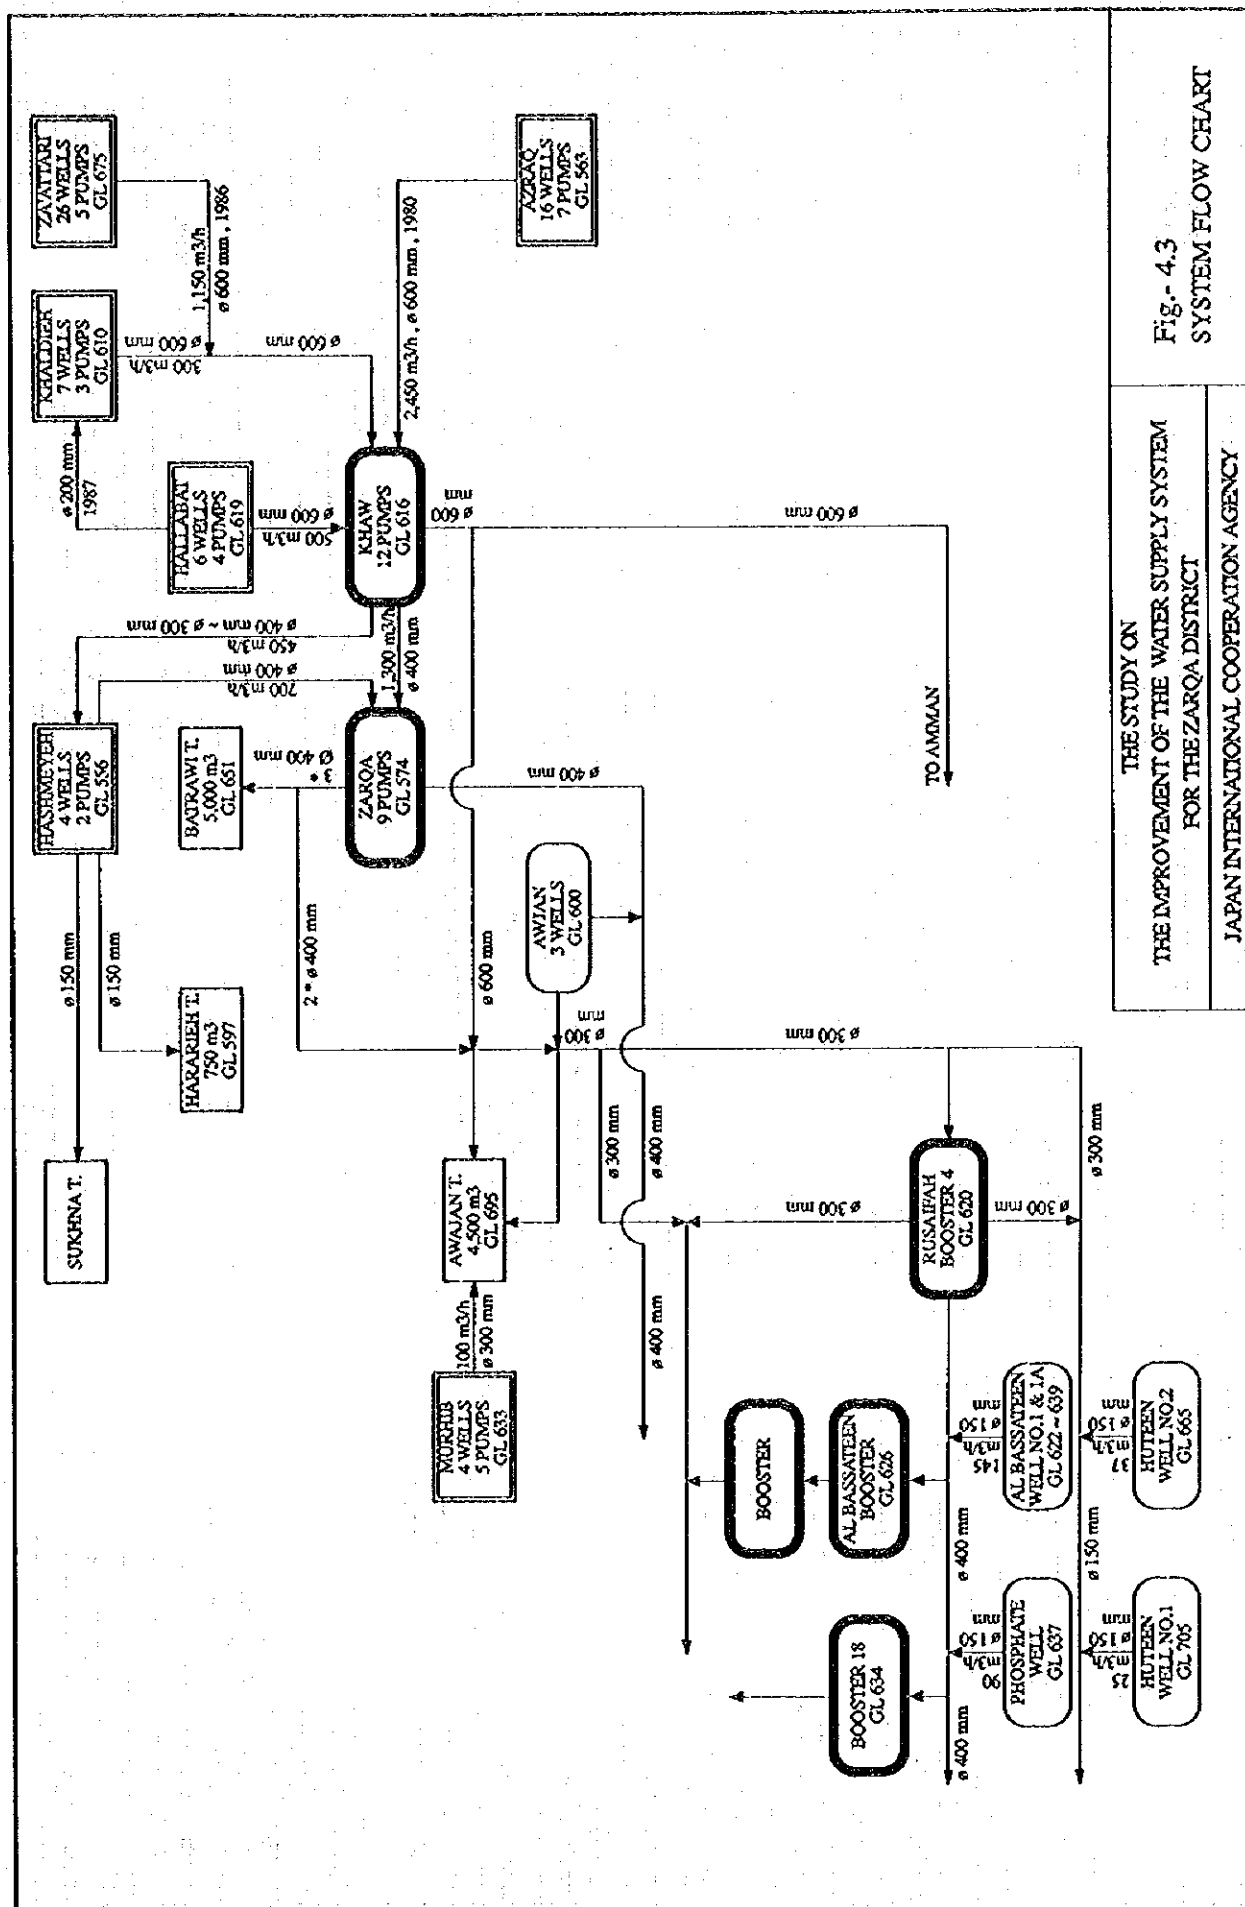 SUKHNA T.
HARARIEH T.
750 m3
GL 597
ø 150 mm
ø 150 mm
HASHMEYEH
4 WELLS
2 PUMPS
GL 556
KHALDIEH
7 WELLS
3 PUMPS
GL 610
ZA'ATTARI
26 WELLS
5 PUMPS
GL 675
ø 200 mm
1987
HALLABAT
6 WELLS
4 PUMPS
GL 619
BATRAWI T.
5,000 m3
GL 651
700 m3/h
ø 400 mm
450 m3/h
ø 400 mm ~ ø 300 mm
500 m3/h
ø 600 mm
300 m3/h
ø 600 mm
ø 600 mm
1,150 m3/h
ø 600 mm , 1986
3 *
Ø 400 mm
2 * ø 400 mm
ZARQA
9 PUMPS
GL 574
1,300 m3/h
ø 400 mm
KHAW
12 PUMPS
GL 616
2,450 m3/h , ø 600 mm , 1980
AZRAQ
16 WELLS
7 PUMPS
GL 563
MURHIB
4 WELLS
5 PUMPS
GL 633
100 m3/h
ø 300 mm
AWAJAN T.
4,500 m3
GL 695
ø 600 mm
ø 600
mm
AWJAN
3 WELLS
GL 600
ø 300
mm
ø 400 mm
ø 600 mm
ø 300 mm
ø 400 mm
ø 400 mm
TO AMMAN
BOOSTER
AL BASSATEEN
BOOSTER
GL 626
BOOSTER 18
GL 634
ø 300 mm
ø 300 mm
RUSAIFAH
BOOSTER 4
GL 620
ø 300 mm
ø 400 mm
ø 400 mm
90
m3/h
ø 150
mm
145
m3/h
ø 150
mm
PHOSPHATE
WELL
GL 637
AL BASSATEEN
WELL NO.1 & 1A
GL 622 ~ 639
ø 150 mm
ø 300 mm
25
m3/h
ø 150
mm
37
m3/h
ø 150
mm
HUTEEN
WELL NO.1
GL 705
HUTEEN
WELL NO.2
GL 665
THE STUDY ON
THE IMPROVEMENT OF THE WATER SUPPLY SYSTEM
FOR THE ZARQA DISTRICT
JAPAN INTERNATIONAL COOPERATION AGENCY
Fig.- 4.3
SYSTEM FLOW CHART